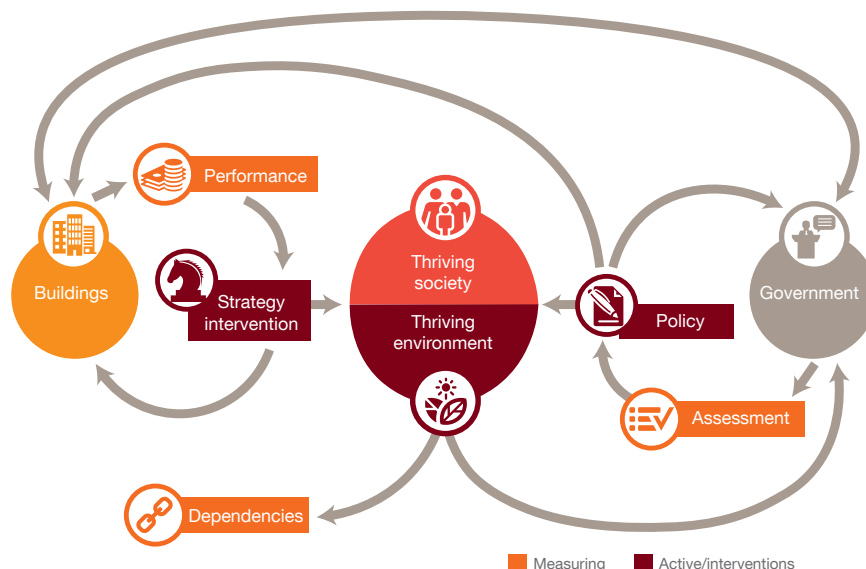 Performance
Buildings
Strategy
intervention
Thriving
society
Thriving
environment
Policy
Government
Assessment
Dependencies
Measuring
Active/interventions